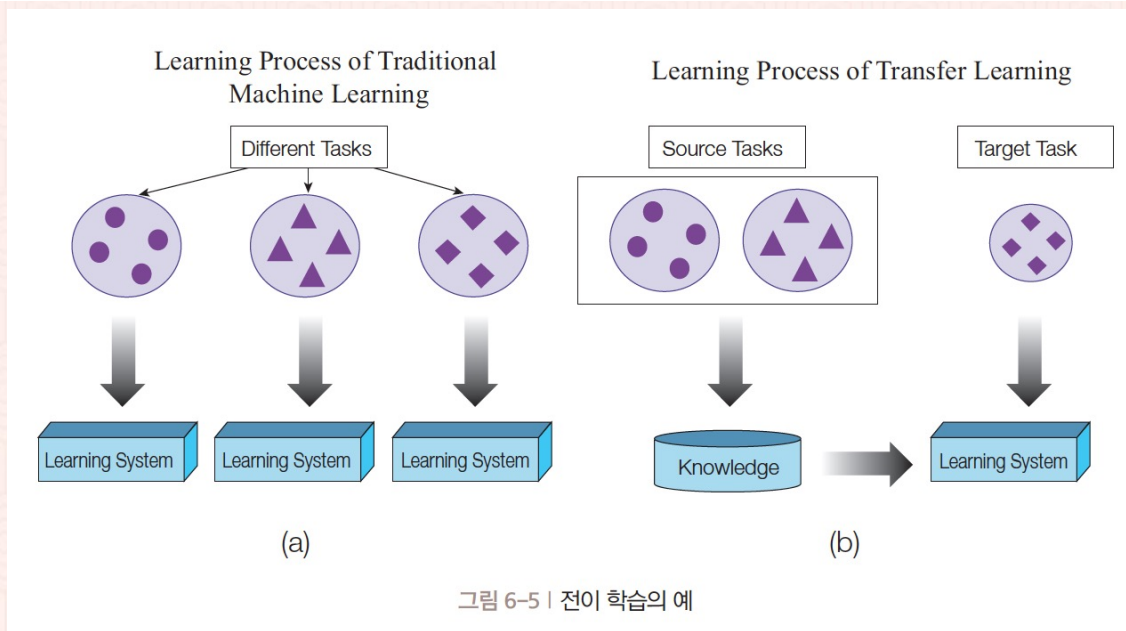 Learning Process of Traditional
Machine Learning
Different Tasks
Learning System
Learning System
Learning System
(a)
Learning Process of Transfer Learning
Source Tasks
Target Task
Knowledge
Learning System
(b)
그림 6-5 | 전이 학습의 예